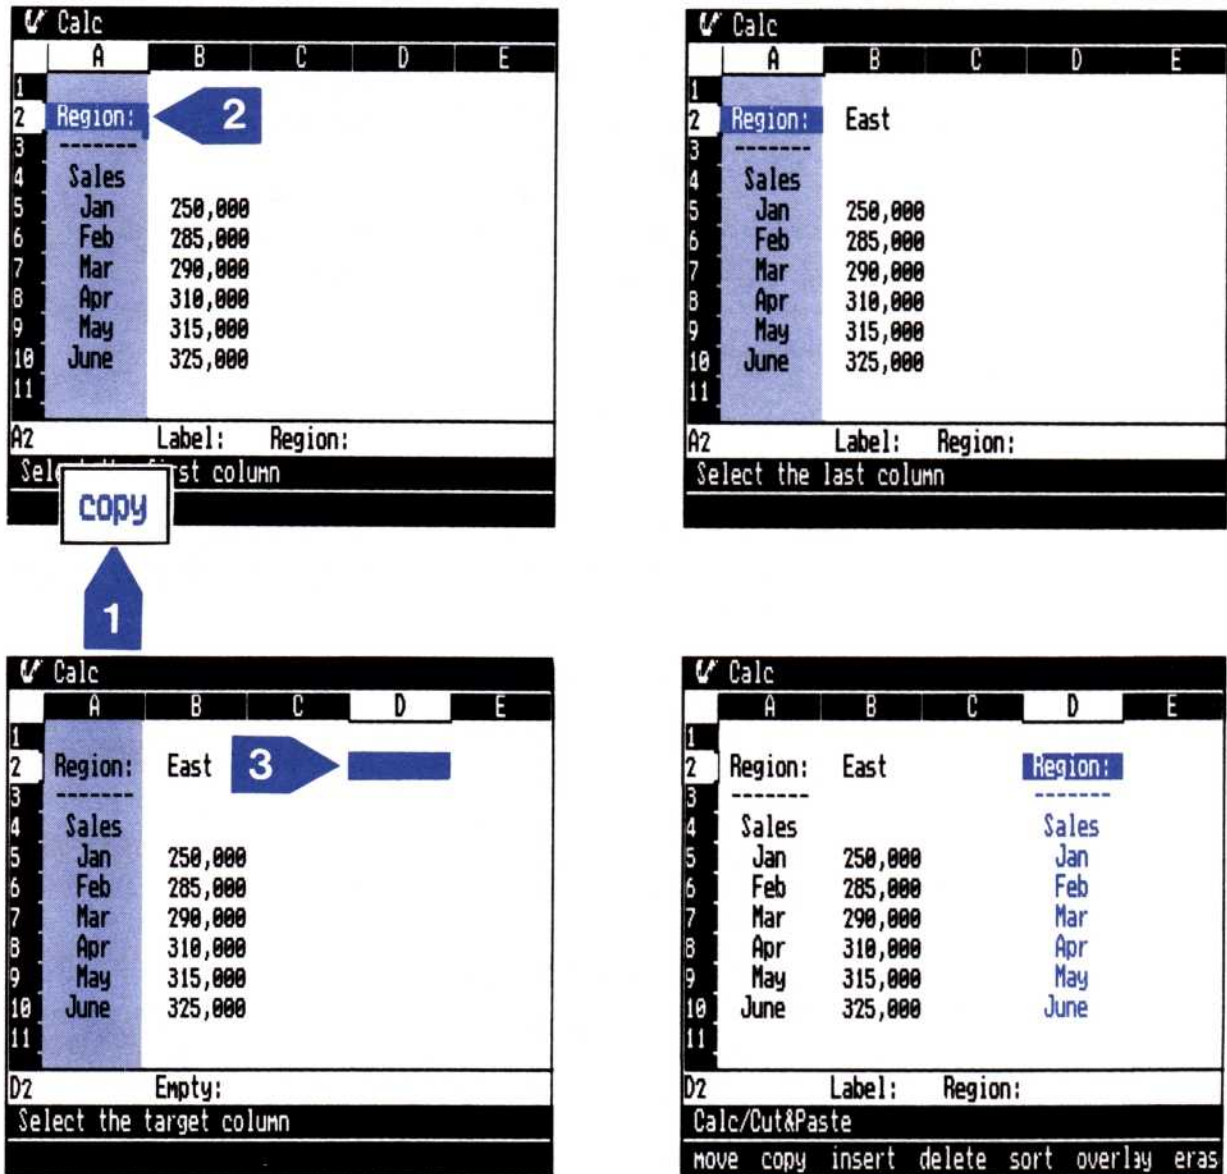 Calc
A B C D E
1
2 Region: 2
3 -------
4 Sales
5 Jan 250,000
6 Feb 285,000
7 Mar 290,000
8 Apr 310,000
9 May 315,000
10 June 325,000
11
A2 Label: Region:
Sel st column
copy
1
Calc
A B C D E
1
2 Region: East
3 -------
4 Sales
5 Jan 250,000
6 Feb 285,000
7 Mar 290,000
8 Apr 310,000
9 May 315,000
10 June 325,000
11
A2 Label: Region:
Select the last column
Calc
A B C D E
1
2 Region: East 3
3 -------
4 Sales
5 Jan 250,000
6 Feb 285,000
7 Mar 290,000
8 Apr 310,000
9 May 315,000
10 June 325,000
11
D2 Empty:
Select the target column
Calc
A B C D E
1
2 Region: East Region:
3 ------- -------
4 Sales Sales
5 Jan 250,000 Jan
6 Feb 285,000 Feb
7 Mar 290,000 Mar
8 Apr 310,000 Apr
9 May 315,000 May
10 June 325,000 June
11
D2 Label: Region:
Calc/Cut&Paste
move copy insert delete sort overlay eras